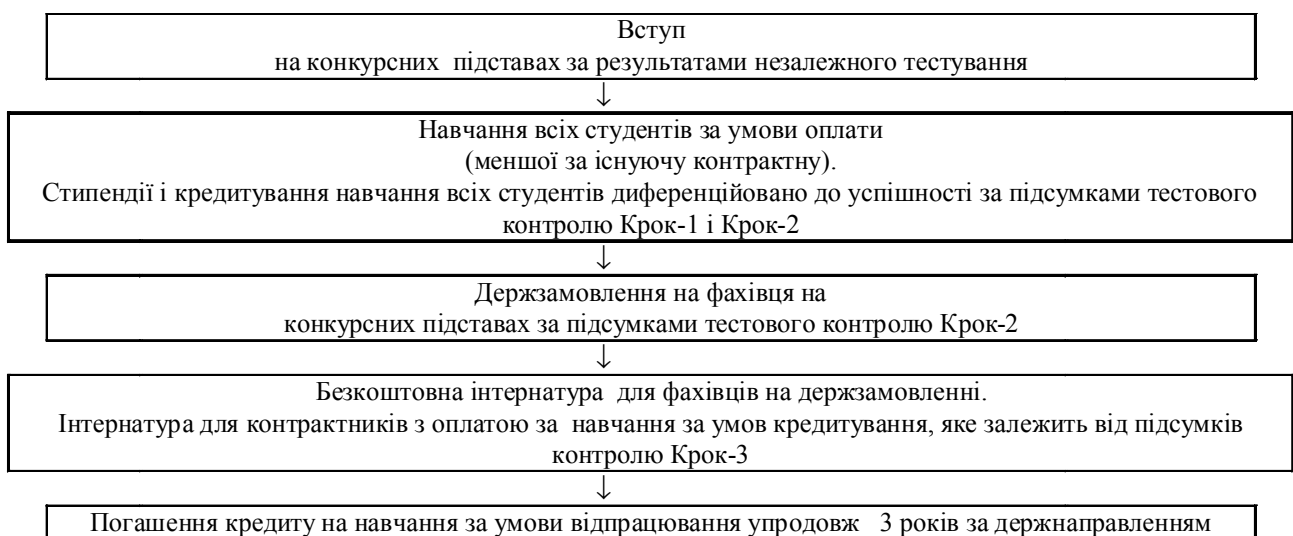 Вступ
на конкурсних підставах за результатами незалежного тестування
↓
Навчання всіх студентів за умови оплати
(меншої за існуючу контрактну).
Стипендії і кредитування навчання всіх студентів диференційовано до успішності за підсумками тестового
контролю Крок-1 і Крок-2
↓
Держзамовлення на фахівця на
конкурсних підставах за підсумками тестового контролю Крок-2
↓
Безкоштовна інтернатура для фахівців на держзамовленні.
Інтернатура для контрактників з оплатою за навчання за умов кредитування, яке залежить від підсумків
контролю Крок-3
↓
Погашення кредиту на навчання за умови відпрацювання упродовж 3 років за держнаправленням